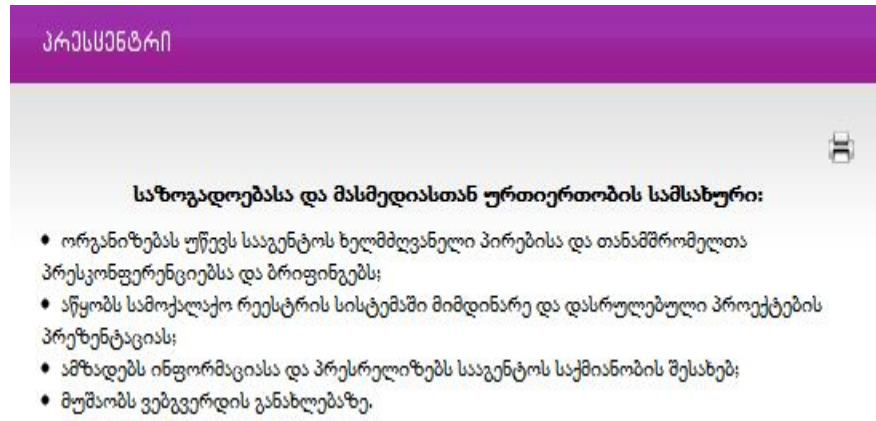 პრესცენტრი
საზოგადოებასა და მასმედიასთან ურთიერთობის სამსახური:
• ორგანიზებას უწევს სააგენტოს ხელმძღვანელი პირებისა და თანამშრომელთა
პრესკონფერენციებსა და ბრიფინგებს;
• აწყობს სამოქალაქო რეესტრის სისტემაში მიმდინარე და დასრულებული პროექტების
პრეზენტაციას;
• ამზადებს ინფორმაციასა და პრესრელიზებს სააგენტოს საქმიანობის შესახებ;
• მუშაობს ვებგვერდის განახლებაზე.